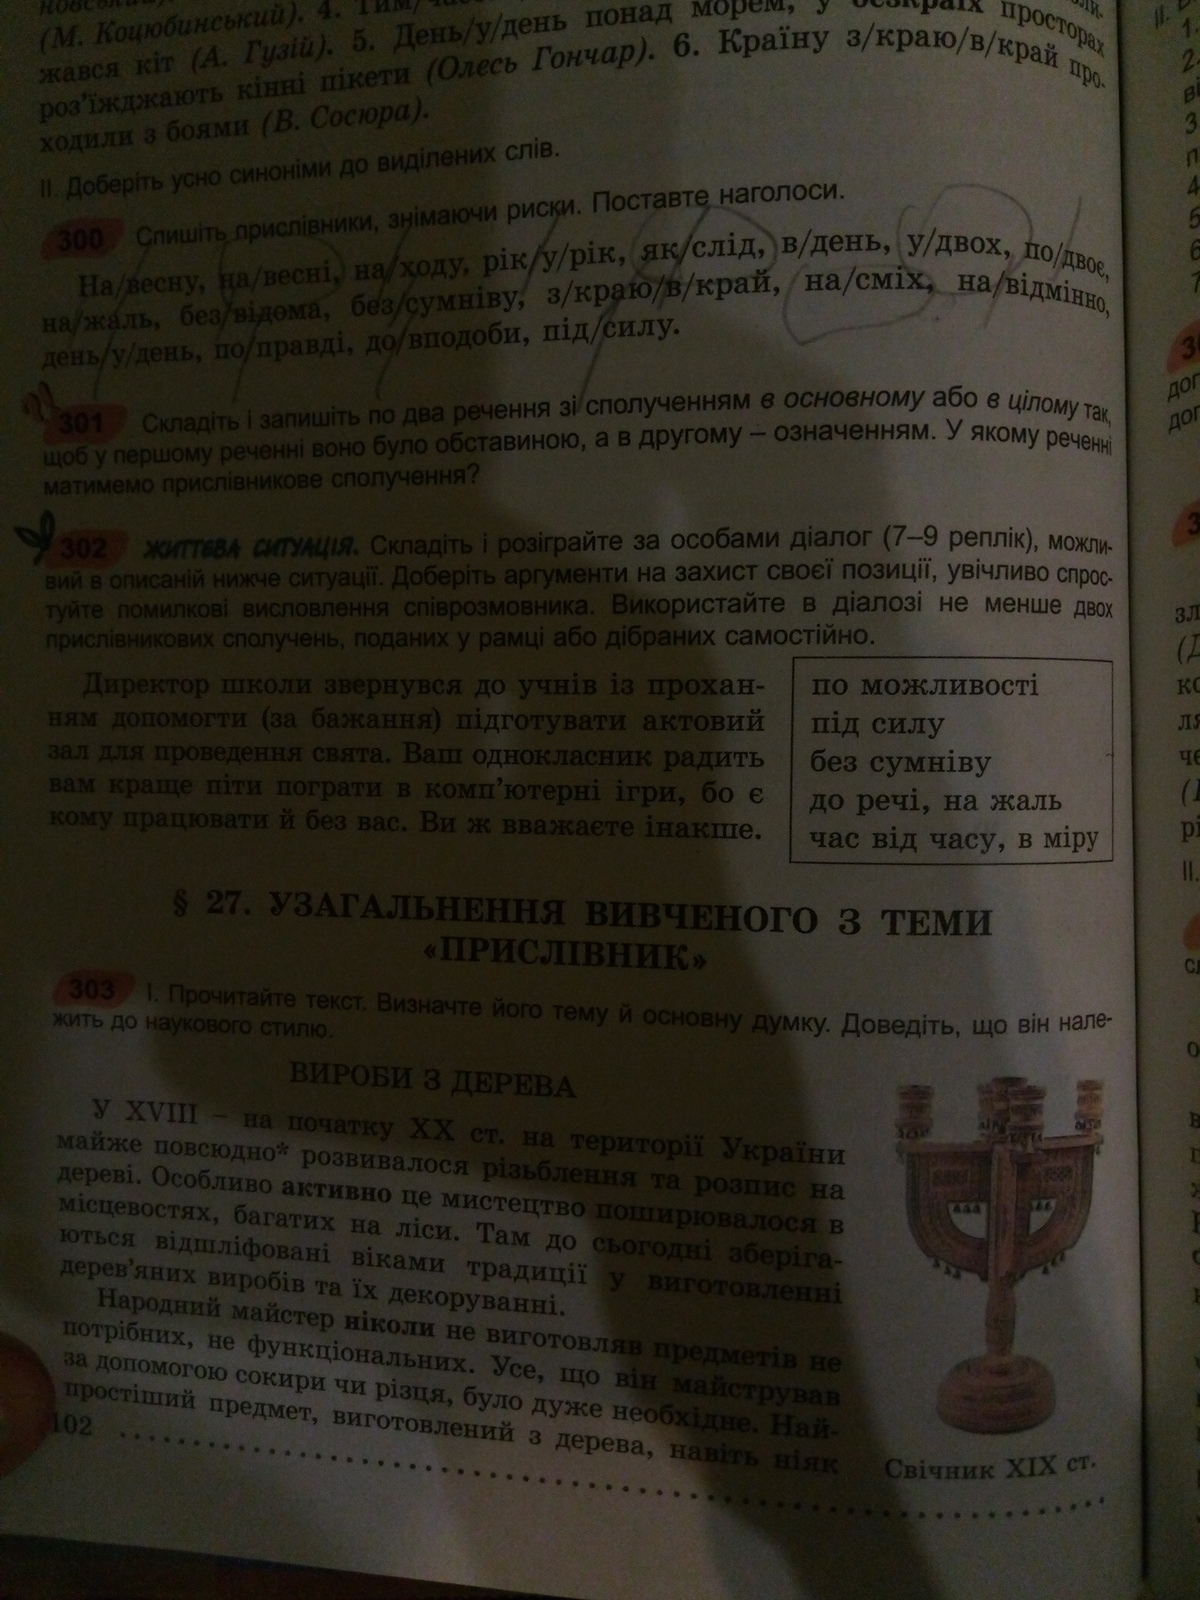 (М. Коцюбинський). 4. Тим/часо
жався кіт (А. Гузій). 5. День/у/день понад морем, у безкраїх просторах
роз'їжджають кінні пікети (Олесь Гончар). 6. Країну з/краю/в/край про-
ходили з боями (В. Сосюра).
ІІ. Доберіть усно синоніми до виділених слів.
300 Спишіть прислівники, знімаючи риски. Поставте наголоси.
На/весну, на/весні, на/ходу, рік/у/рік, як/слід, в/день, у/двох, по/двоє,
на/жаль, без/відома, без/сумніву, з/краю/в/край, на/сміх, на/відмінно,
день/у/день, по/правді, до/вподоби, під/силу.
301 Складіть і запишіть по два речення зі сполученням в основному або в цілому так,
щоб у першому реченні воно було обставиною, а в другому – означенням. У якому реченні
матимемо прислівникове сполучення?
302 ЖИТТЄВА СИТУАЦІЯ. Складіть і розіграйте за особами діалог (7–9 реплік), можли-
вий в описаній нижче ситуації. Доберіть аргументи на захист своєї позиції, увічливо спрос-
туйте помилкові висловлення співрозмовника. Використайте в діалозі не менше двох
прислівникових сполучень, поданих у рамці або дібраних самостійно.
Директор школи звернувся до учнів із прохан-
ням допомогти (за бажання) підготувати актовий
зал для проведення свята. Ваш однокласник радить
вам краще піти пограти в комп'ютерні ігри, бо є
кому працювати й без вас. Ви ж вважаєте інакше.
по можливості
під силу
без сумніву
до речі, на жаль
час від часу, в міру
§ 27. УЗАГАЛЬНЕННЯ ВИВЧЕНОГО З ТЕМИ
«ПРИСЛІВНИК»
303 І. Прочитайте текст. Визначте його тему й основну думку. Доведіть, що він нале-
жить до наукового стилю.
ВИРОБИ З ДЕРЕВА
У XVIII – на початку XX ст. на території України
майже повсюдно* розвивалося різьблення та розпис на
дереві. Особливо активно це мистецтво поширювалося в
місцевостях, багатих на ліси. Там до сьогодні зберіга-
ються відшліфовані віками традиції у виготовленні
дерев'яних виробів та їх декоруванні.
Народний майстер ніколи не виготовляв предметів не
потрібних, не функціональних. Усе, що він майстрував
за допомогою сокири чи різця, було дуже необхідне. Най-
простіший предмет, виготовлений з дерева, навіть ніяк
Свічник XIX ст.
102